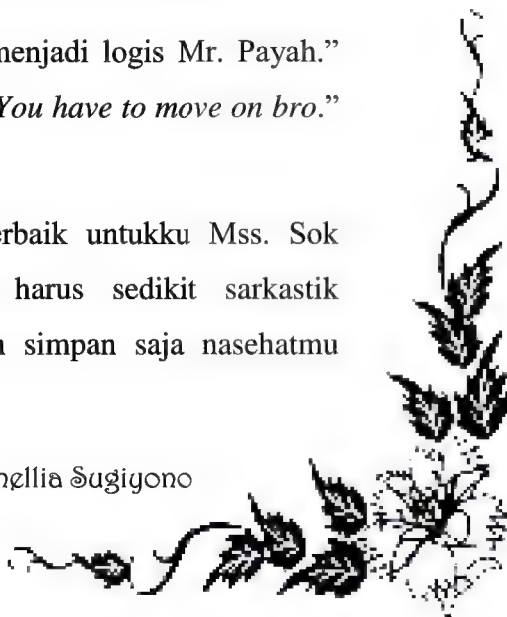 menjadi logis Mr. Payah.”
You have to move on bro.”
erbaik untukku Mss. Sok
harus sedikit sarkastik
simpan saja nasehatmu
nellia Sugiyono